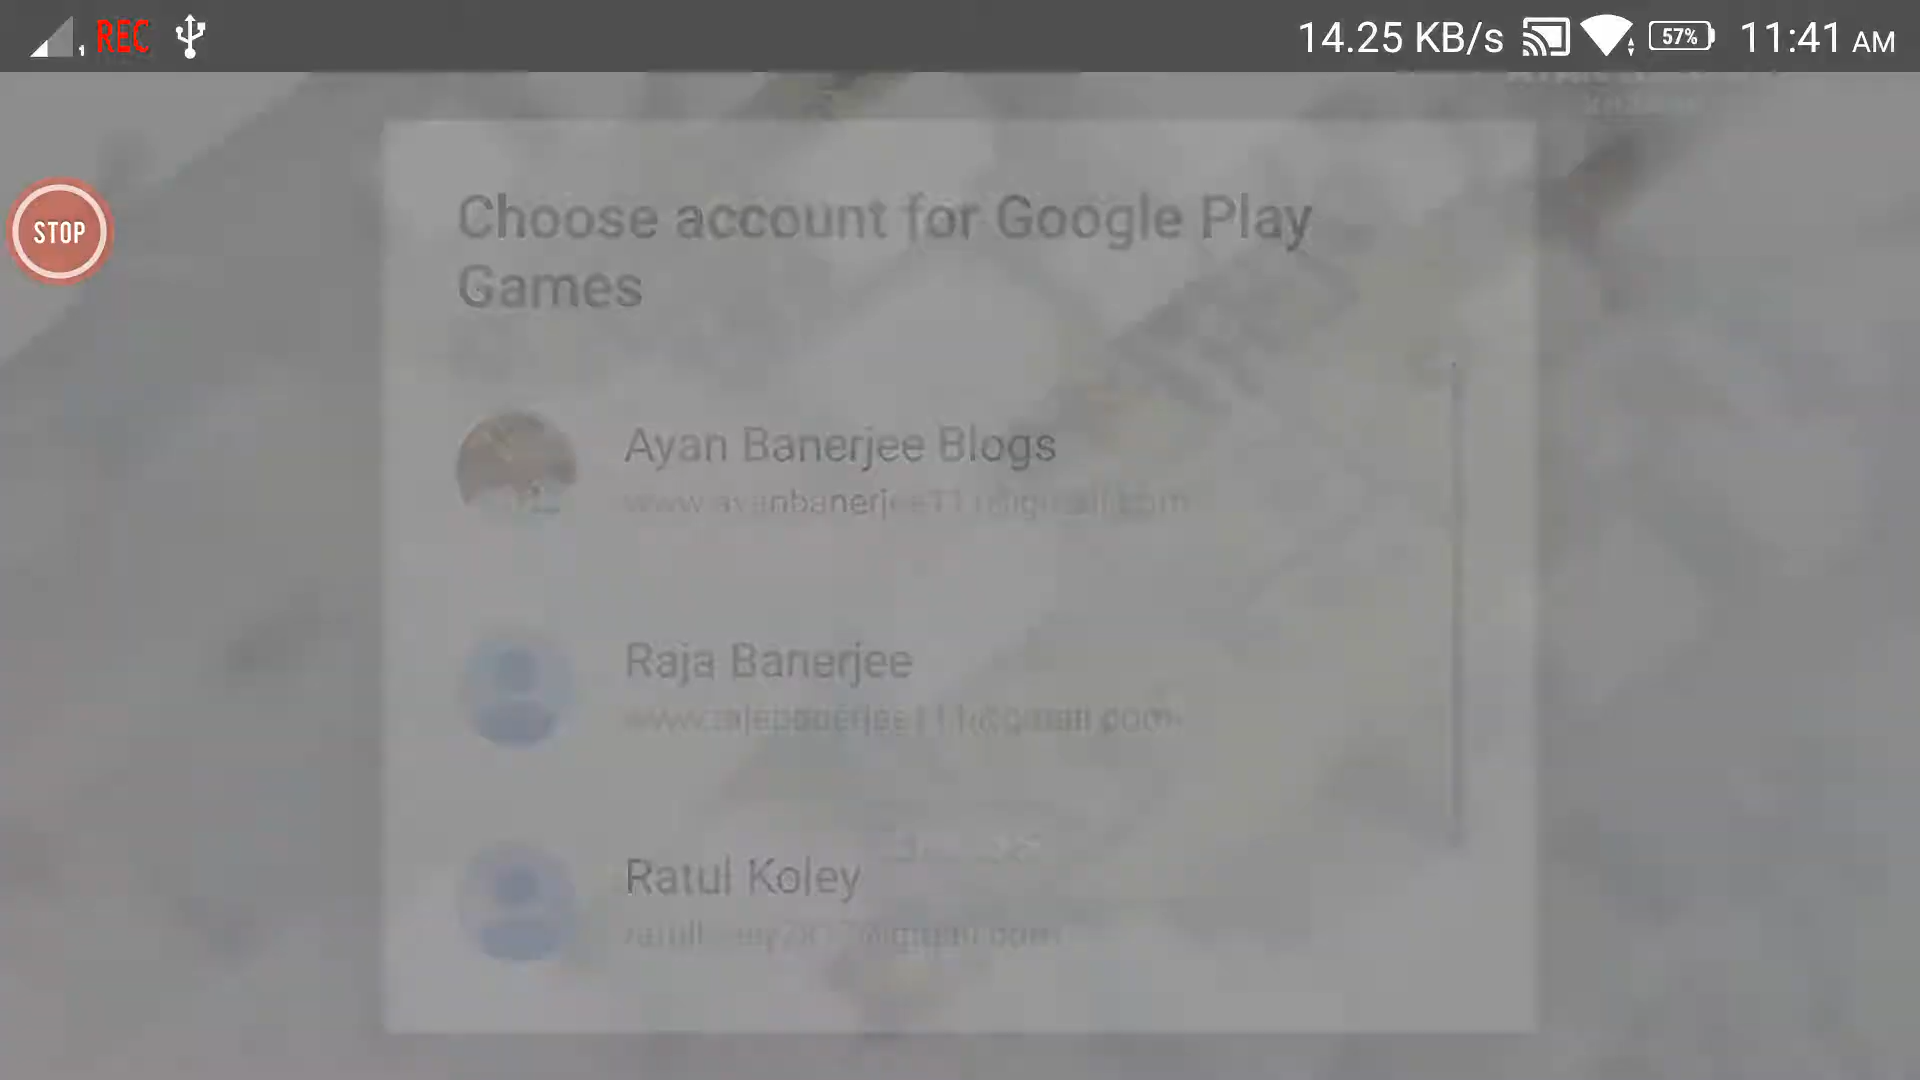 REC 14.25 KB/s 57% 11:41 AM
STOP
Choose account for Google Play
Games
Ayan Banerjee Blogs
Raja Banerjee
Ratul Koley